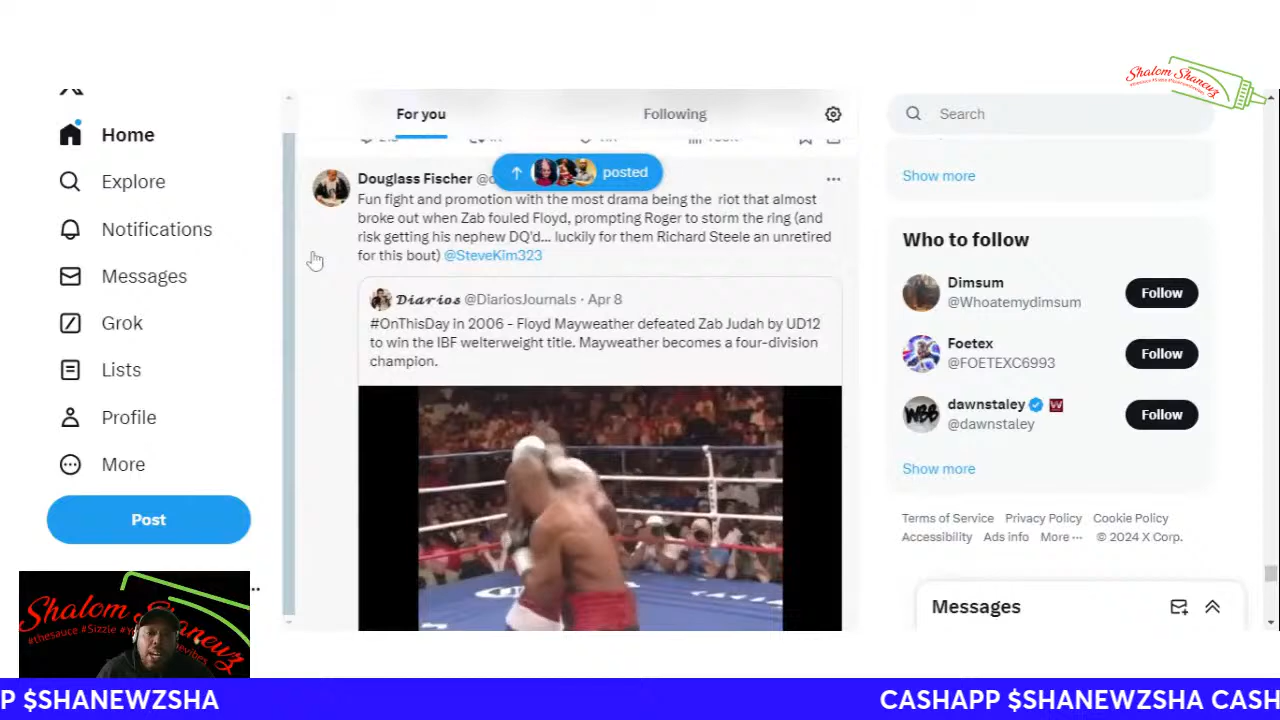 Shalom Shanewz
For you
Following
Search
Home
Explore
Notifications
Messages
Grok
Lists
Profile
More
Post
posted
Douglass Fischer
Fun fight and promotion with the most drama being the riot that almost
broke out when Zab fouled Floyd, prompting Roger to storm the ring (and
risk getting his nephew DQ'd... luckily for them Richard Steele an unretired
for this bout) @SteveKim323
Diarios @DiariosJournals · Apr 8
#OnThisDay in 2006 - Floyd Mayweather defeated Zab Judah by UD12
to win the IBF welterweight title. Mayweather becomes a four-division
champion.
Show more
Who to follow
Dimsum
@Whoatemydimsum
Follow
Foetex
@FOETEXC6993
Follow
dawnstaley
@dawnstaley
Follow
Show more
Terms of Service Privacy Policy Cookie Policy
Accessibility Ads info More ··· © 2024 X Corp.
Messages
Shalom Shanewz
#thesauce #Sizzle
P $SHANEWZSHA
CASHAPP $SHANEWZSHA CASH